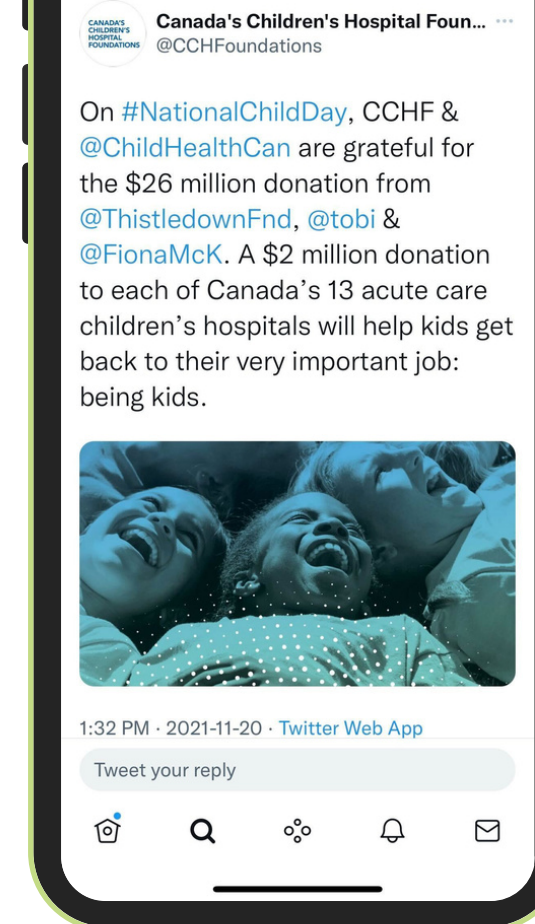 CANADA'S
CHILDREN'S
HOSPITAL
FOUNDATIONS
Canada's Children's Hospital Foun...
@CCHFoundations
On #NationalChildDay, CCHF &
@ChildHealthCan are grateful for
the $26 million donation from
@ThistledownFnd, @tobi &
@FionaMcK. A $2 million donation
to each of Canada’s 13 acute care
children’s hospitals will help kids get
back to their very important job:
being kids.
1:32 PM · 2021-11-20 · Twitter Web App
Tweet your reply